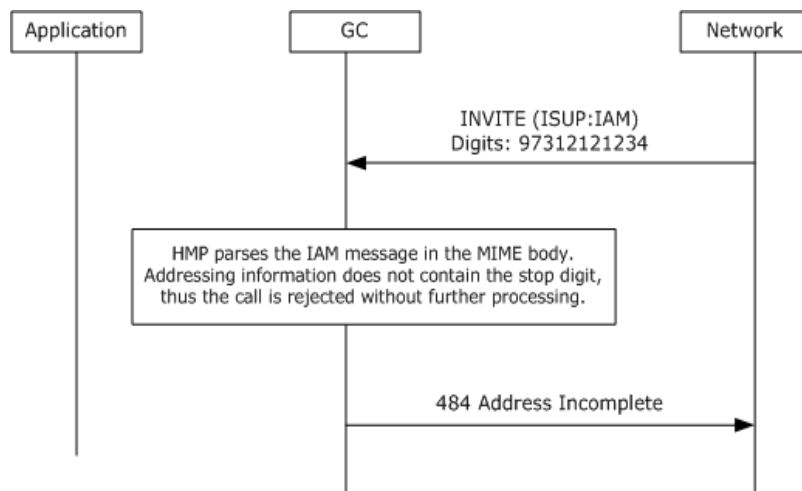 Application
GC
Network
INVITE (ISUP:IAM)
Digits: 97312121234
HMP parses the IAM message in the MIME body.
Addressing information does not contain the stop digit,
thus the call is rejected without further processing.
484 Address Incomplete